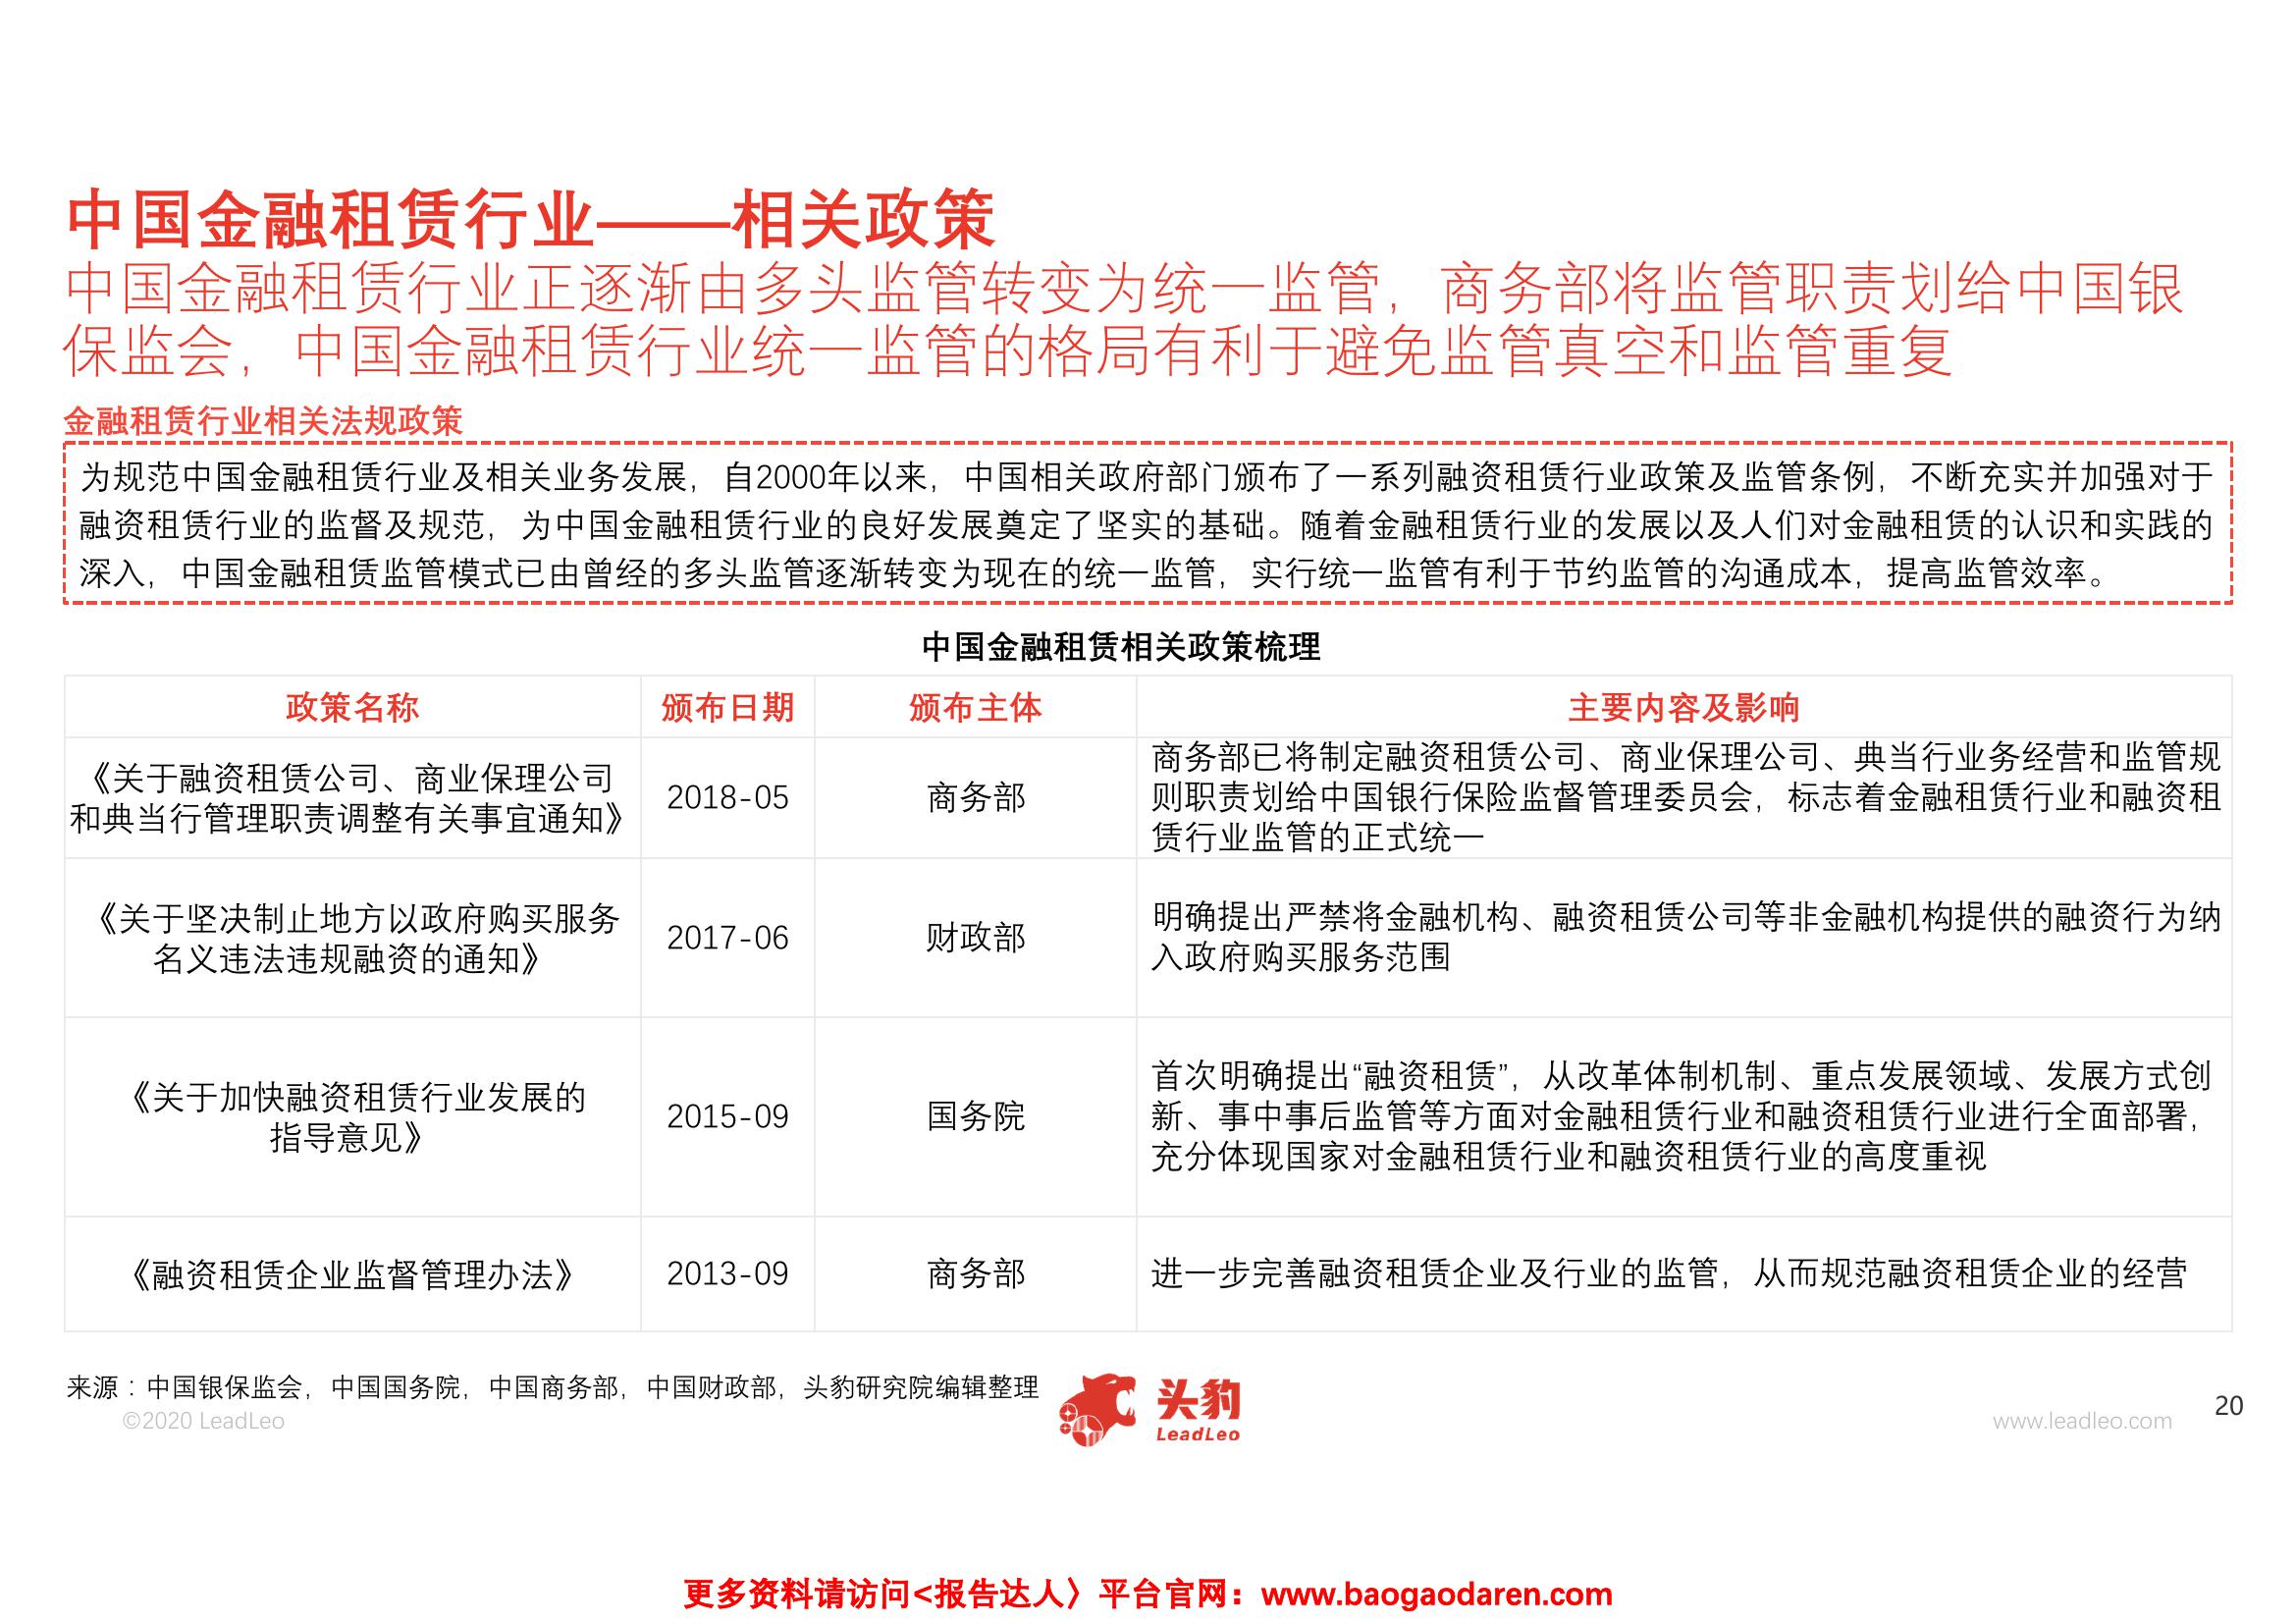 中国金融租赁行业——相关政策
中国金融租赁行业正逐渐由多头监管转变为统一监管，商务部将监管职责划给中国银
保监会，中国金融租赁行业统一监管的格局有利于避免监管真空和监管重复
金融租赁行业相关法规政策
为规范中国金融租赁行业及相关业务发展，自2000年以来，中国相关政府部门颁布了一系列融资租赁行业政策及监管条例，不断充实并加强对于
融资租赁行业的监督及规范，为中国金融租赁行业的良好发展奠定了坚实的基础。随着金融租赁行业的发展以及人们对金融租赁的认识和实践的
深入，中国金融租赁监管模式已由曾经的多头监管逐渐转变为现在的统一监管，实行统一监管有利于节约监管的沟通成本，提高监管效率。
中国金融租赁相关政策梳理
政策名称 颁布日期 颁布主体 主要内容及影响
《关于融资租赁公司、商业保理公司
和典当行管理职责调整有关事宜通知》
2018-05
商务部
商务部已将制定融资租赁公司、商业保理公司、典当行业务经营和监管规
则职责划给中国银行保险监督管理委员会，标志着金融租赁行业和融资租
赁行业监管的正式统一
《关于坚决制止地方以政府购买服务
名义违法违规融资的通知》
2017-06
财政部
明确提出严禁将金融机构、融资租赁公司等非金融机构提供的融资行为纳
入政府购买服务范围
《关于加快融资租赁行业发展的
指导意见》
2015-09
国务院
首次明确提出“融资租赁”，从改革体制机制、重点发展领域、发展方式创
新、事中事后监管等方面对金融租赁行业和融资租赁行业进行全面部署，
充分体现国家对金融租赁行业和融资租赁行业的高度重视
《融资租赁企业监督管理办法》
2013-09
商务部
进一步完善融资租赁企业及行业的监管，从而规范融资租赁企业的经营
来源：中国银保监会，中国国务院，中国商务部，中国财政部，头豹研究院编辑整理
©2020 LeadLeo
头豹
LeadLeo
www.leadleo.com
20
更多资料请访问<报告达人〉平台官网：www.baogaodaren.com